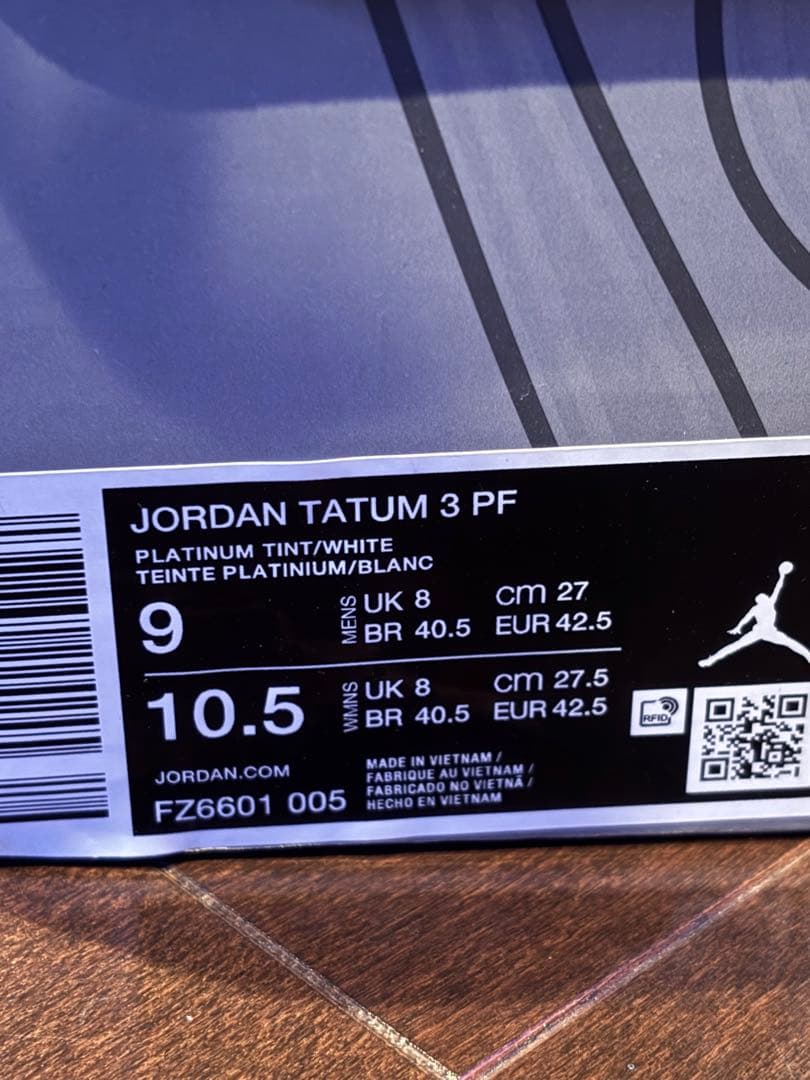 JORDAN TATUM 3 PF
PLATINUM TINT/WHITE
TEINTE PLATINIUM/BLANC
9 MENS UK 8 cm 27
BR 40.5 EUR 42.5
10.5 WMNS UK 8 cm 27.5
BR 40.5 EUR 42.5
RFID
JORDAN.COM
FZ6601 005
MADE IN VIETNAM /
FABRIQUE AU VIETNAM /
FABRICADO NO VIETNÃ /
HECHO EN VIETNAM